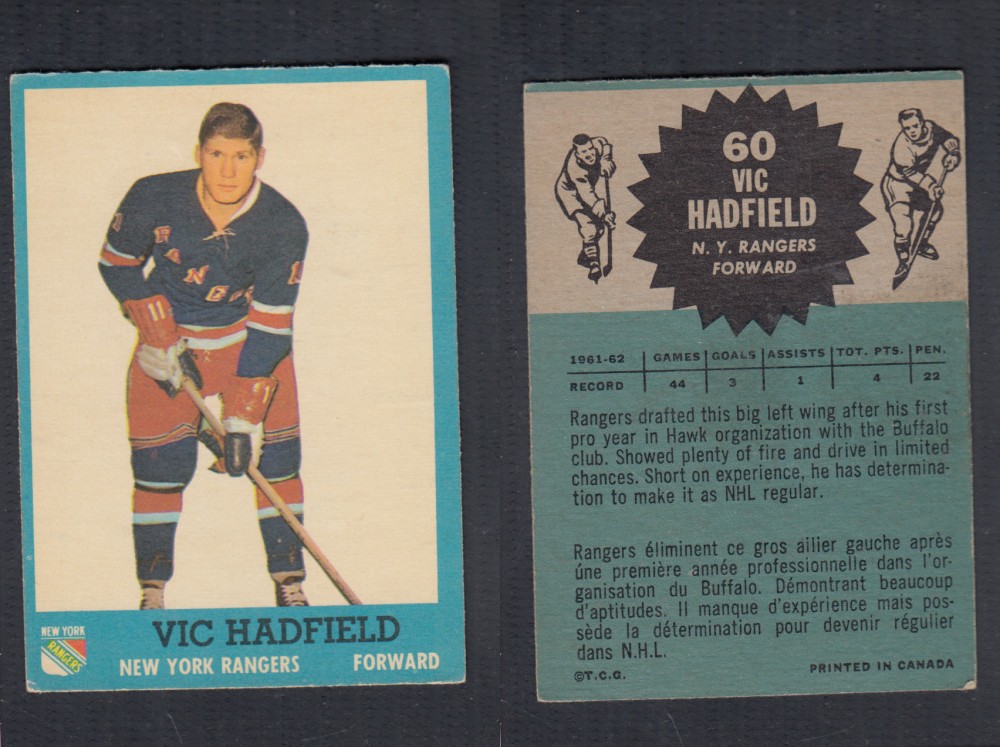 11
RANGE
1
11
VIC HADFIELD
NEW YORK
RANGERS
NEW YORK RANGERS FORWARD
60
VIC
HADFIELD
N. Y. RANGERS
FORWARD
1961-62 GAMES GOALS ASSISTS TOT. PTS. PEN.
RECORD 44 3 1 4 22
Rangers drafted this big left wing after his first
pro year in Hawk organization with the Buffalo
club. Showed plenty of fire and drive in limited
chances. Short on experience, he has determina-
tion to make it as NHL regular.
Rangers éliminent ce gros ailier gauche après
úne première année professionnelle dans l'or-
ganisation du Buffalo. Démontrant beaucoup
d'aptitudes. Il manque d'expérience mais pos-
sède la détermination pour devenir régulier
dans N.H.L.
©T.C.G. PRINTED IN CANADA